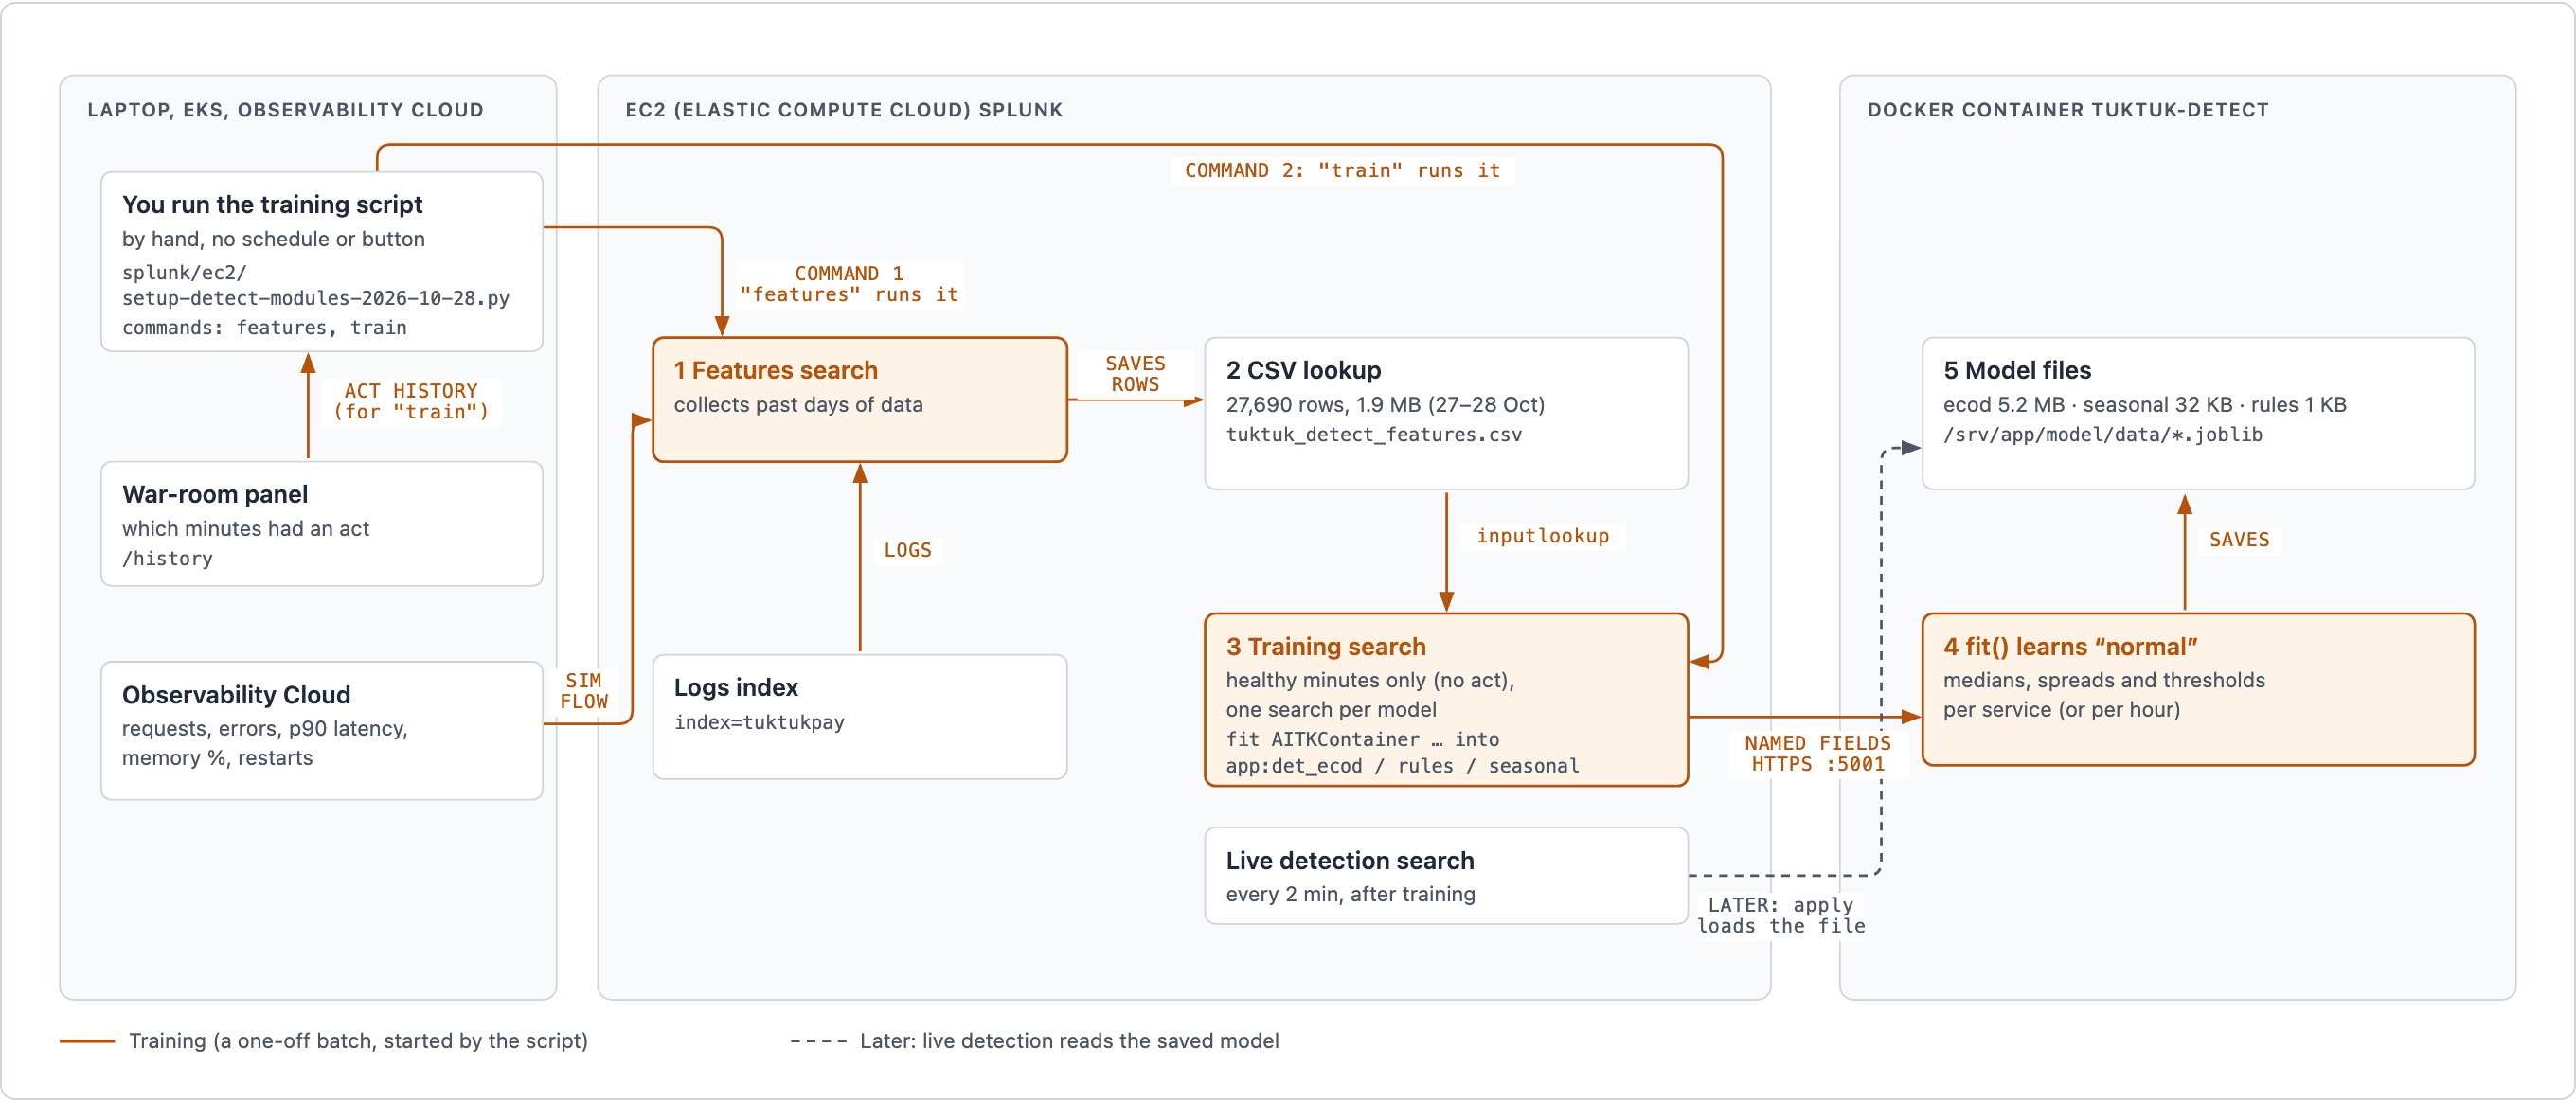 LAPTOP, EKS, OBSERVABILITY CLOUD
You run the training script
by hand, no schedule or button
splunk/ec2/
setup-detect-modules-2026-10-28.py
commands: features, train
ACT HISTORY
(for "train")
War-room panel
which minutes had an act
/history
Observability Cloud
requests, errors, p90 latency,
memory %, restarts
SIM
FLOW
EC2 (ELASTIC COMPUTE CLOUD) SPLUNK
COMMAND 2: "train" runs it
COMMAND 1
"features" runs it
1 Features search
collects past days of data
SAVES
ROWS
2 CSV lookup
27,690 rows, 1.9 MB (27–28 Oct)
tuktuk_detect_features.csv
LOGS
inputlookup
Logs index
index=tuktukpay
3 Training search
healthy minutes only (no act),
one search per model
fit AITKContainer … into
app:det_ecod / rules / seasonal
Live detection search
every 2 min, after training
NAMED FIELDS
HTTPS :5001
LATER: apply
loads the file
DOCKER CONTAINER TUKTUK-DETECT
5 Model files
ecod 5.2 MB · seasonal 32 KB · rules 1 KB
/srv/app/model/data/*.joblib
SAVES
4 fit() learns “normal”
medians, spreads and thresholds
per service (or per hour)
Training (a one-off batch, started by the script)
Later: live detection reads the saved model